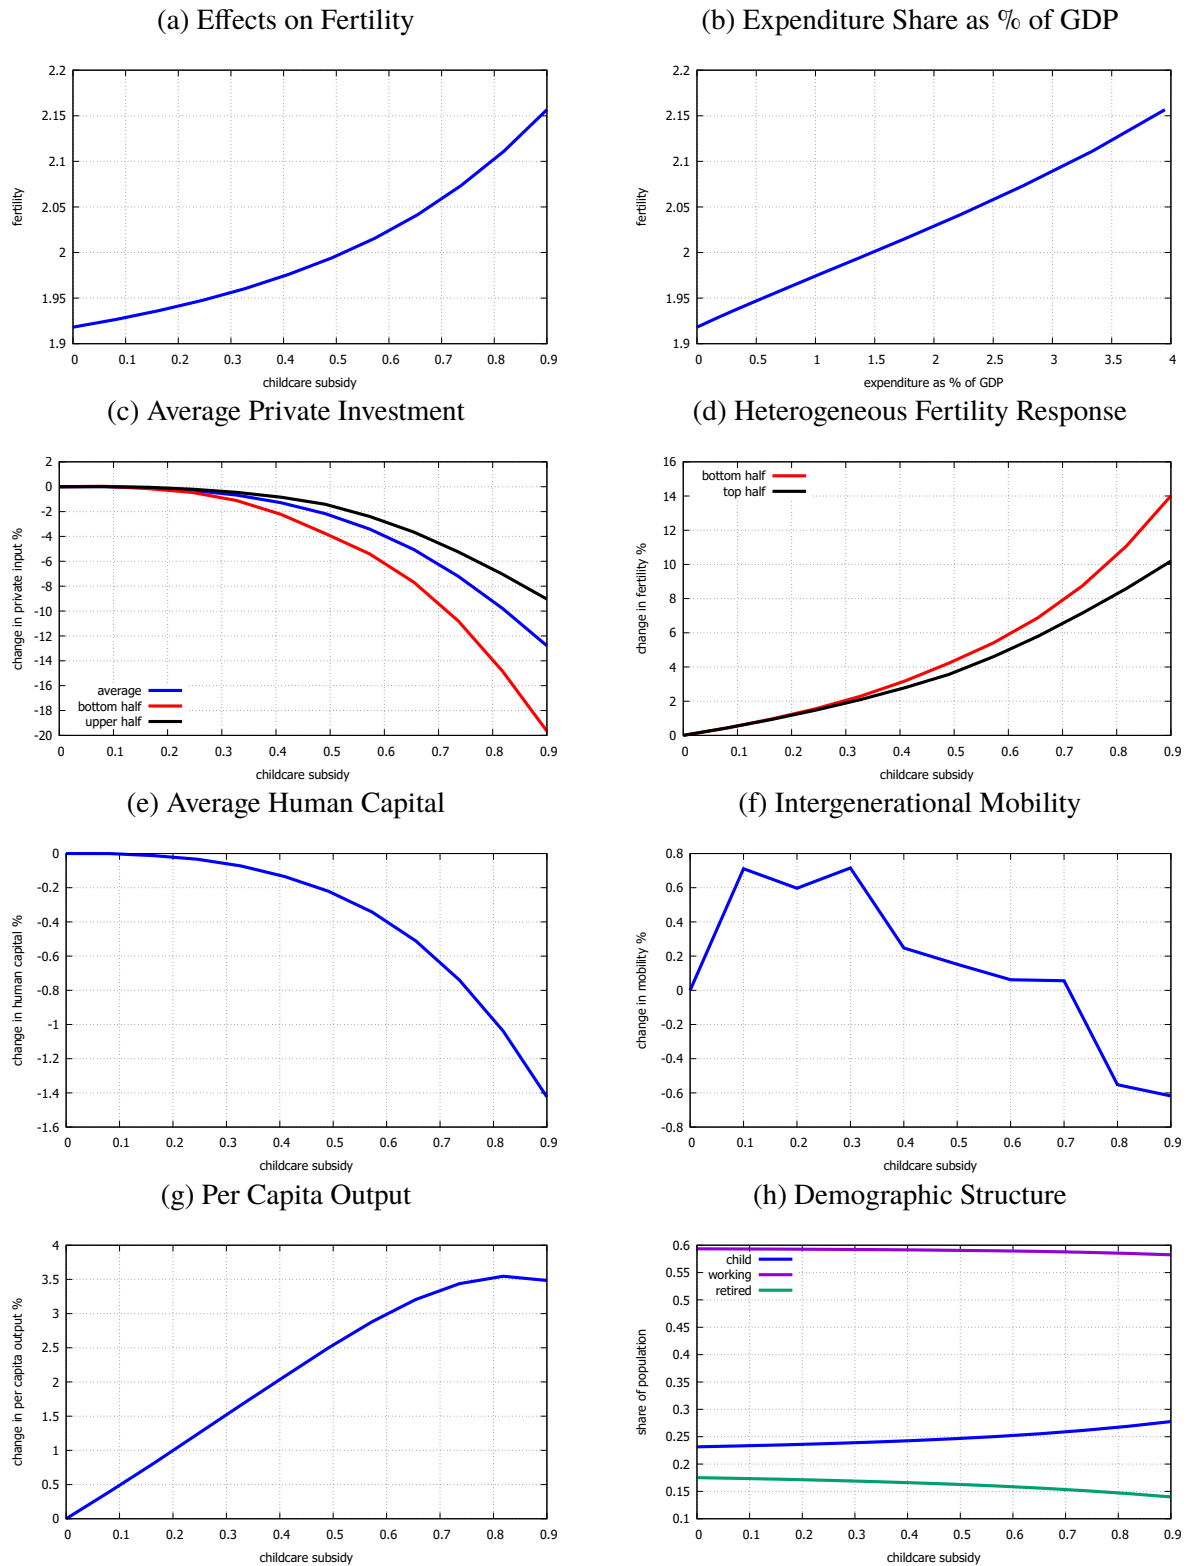 (a) Effects on Fertility
(b) Expenditure Share as % of GDP
2.2
2.15
2.1
2.05
2
1.95
1.9
fertility
0 0.1 0.2 0.3 0.4 0.5 0.6 0.7 0.8 0.9
childcare subsidy
2.2
2.15
2.1
2.05
2
1.95
1.9
fertility
0 0.5 1 1.5 2 2.5 3 3.5 4
expenditure as % of GDP
(c) Average Private Investment
(d) Heterogeneous Fertility Response
2
0
-2
-4
-6
-8
-10
-12
-14
-16
-18
-20
change in private input %
average
bottom half
upper half
0 0.1 0.2 0.3 0.4 0.5 0.6 0.7 0.8 0.9
childcare subsidy
16
14
12
10
8
6
4
2
0
change in fertility %
bottom half
top half
0 0.1 0.2 0.3 0.4 0.5 0.6 0.7 0.8 0.9
childcare subsidy
(e) Average Human Capital
(f) Intergenerational Mobility
0
-0.2
-0.4
-0.6
-0.8
-1
-1.2
-1.4
-1.6
change in human capital %
0 0.1 0.2 0.3 0.4 0.5 0.6 0.7 0.8 0.9
childcare subsidy
0.8
0.6
0.4
0.2
0
-0.2
-0.4
-0.6
-0.8
change in mobility %
0 0.1 0.2 0.3 0.4 0.5 0.6 0.7 0.8 0.9
childcare subsidy
(g) Per Capita Output
(h) Demographic Structure
4
3.5
3
2.5
2
1.5
1
0.5
0
change in per capita output %
0 0.1 0.2 0.3 0.4 0.5 0.6 0.7 0.8 0.9
childcare subsidy
0.6
0.55
0.5
0.45
0.4
0.35
0.3
0.25
0.2
0.15
0.1
share of population
child
working
retired
0 0.1 0.2 0.3 0.4 0.5 0.6 0.7 0.8 0.9
childcare subsidy